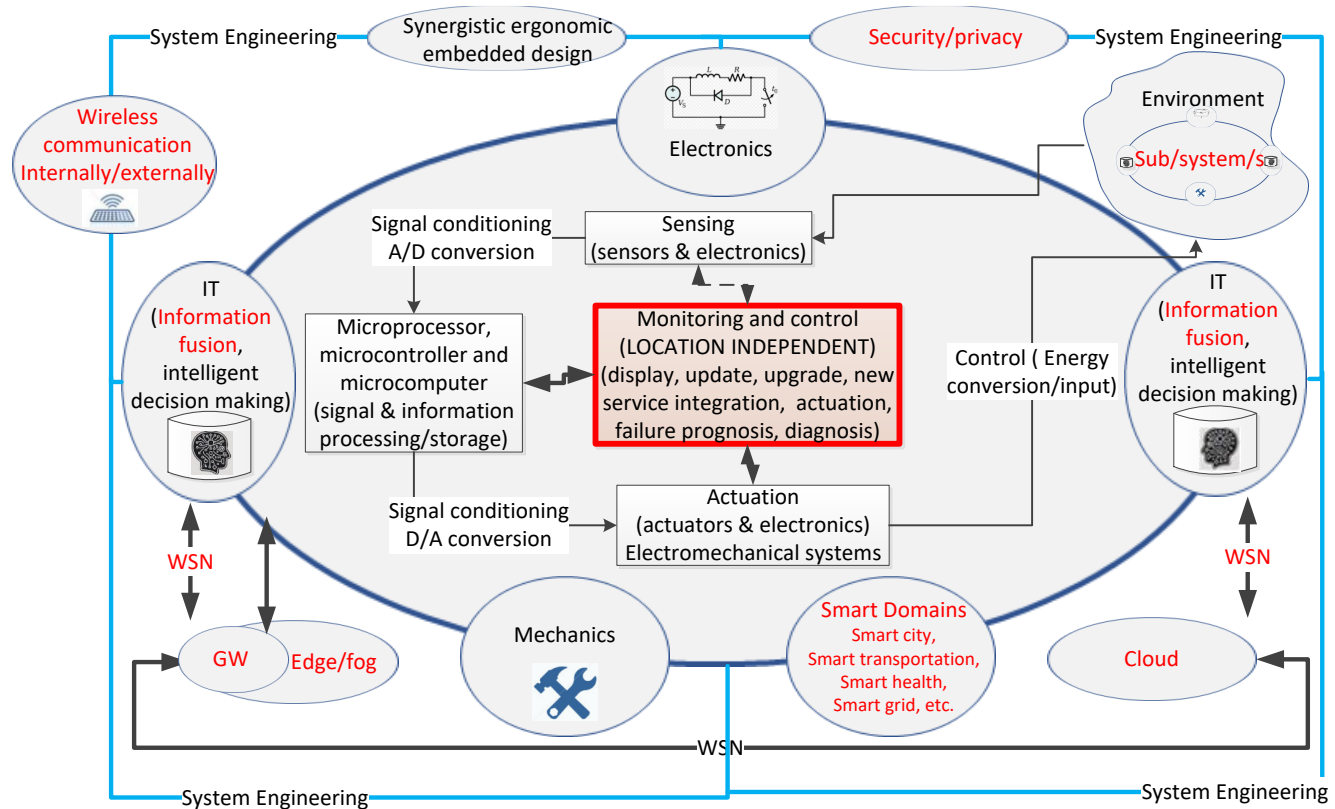 System Engineering
Synergistic ergonomic
embedded design
Security/privacy
System Engineering
Wireless
communication
Internally/externally
L
R
D
Electronics
Environment
Sub/system/s
Signal conditioning
A/D conversion
Sensing
(sensors & electronics)
IT
(Information
fusion,
intelligent
decision making)
Microprocessor,
microcontroller and
microcomputer
(signal & information
processing/storage)
Monitoring and control
(LOCATION INDEPENDENT)
(display, update, upgrade, new
service integration, actuation,
failure prognosis, diagnosis)
Control ( Energy
conversion/input)
IT
(Information
fusion,
intelligent
decision making)
Signal conditioning
D/A conversion
Actuation
(actuators & electronics)
Electromechanical systems
WSN
WSN
GW
Edge/fog
Mechanics
Smart Domains
Smart city,
Smart transportation,
Smart health,
Smart grid, etc.
Cloud
WSN
System Engineering
System Engineering